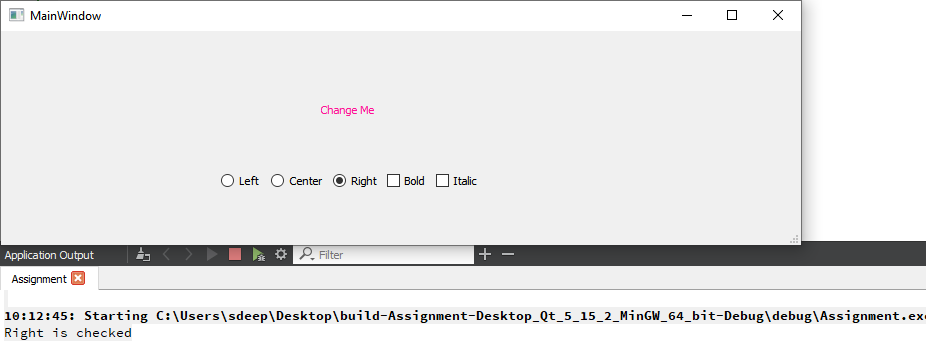 MainWindow
Change Me
Left Center Right Bold Italic
Application Output Filter
Assignment
10:12:45: Starting C:\Users\sdeep\Desktop\build-Assignment-Desktop_Qt_5_15_2_MinGW_64_bit-Debug\debug\Assignment.exe
Right is checked